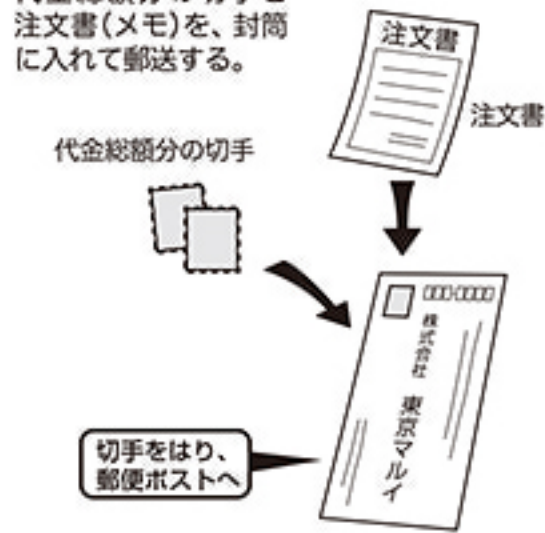 注文書(メモ)を、封筒
に入れて郵送する。
注文書
注文書
代金総額分の切手
株式会社 東京マルイ
切手をはり、
郵便ポストへ